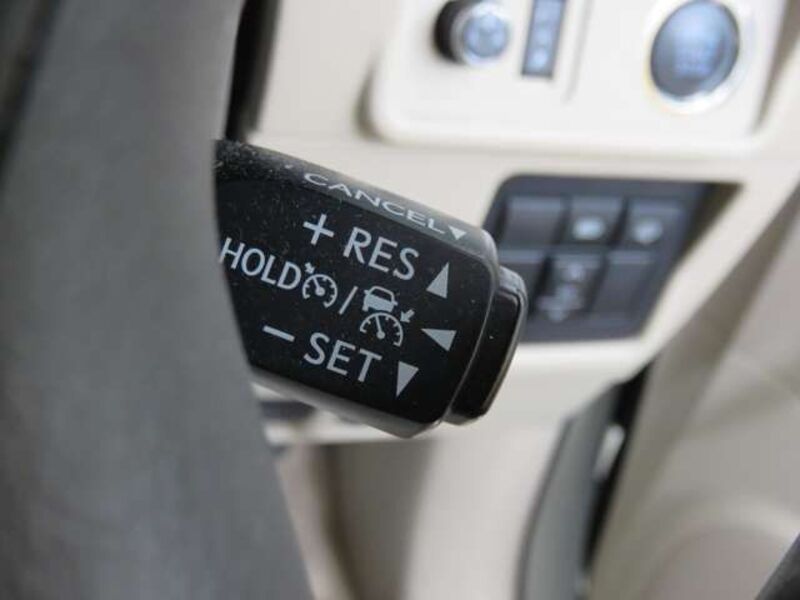 CANCEL▼
+ RES ▲
HOLD / ◀
− SET ▼